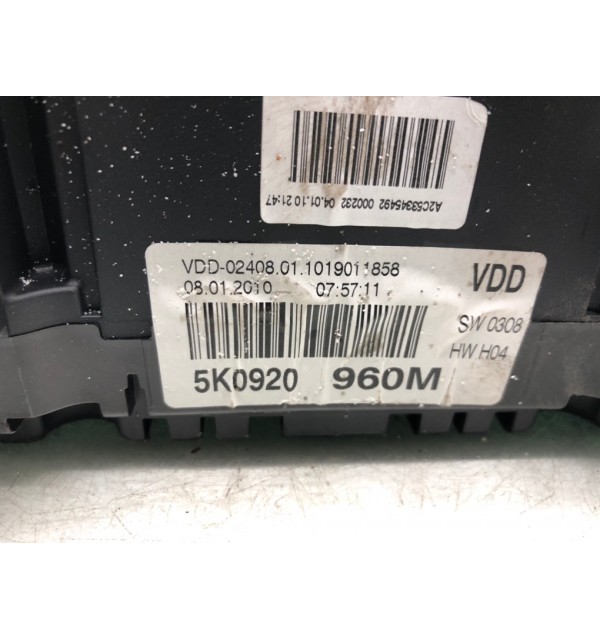 A2C53345492 000232 04.01.10 21:47
VDD-02408.01.1019011858
08.01.2010 07:57:11
VDD
SW 0308
HW H04
5K0920 960M